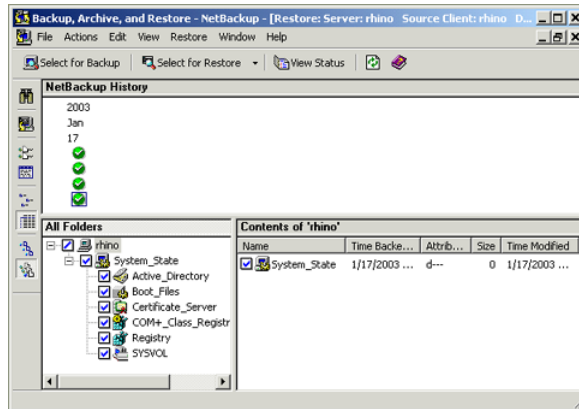 Backup, Archive, and Restore - NetBackup - [Restore: Server: rhino Source Client: rhino D...
File Actions Edit View Restore Window Help
Select for Backup Select for Restore View Status
NetBackup History
2003
Jan
17
All Folders
rhino
System_State
Active_Directory
Boot_Files
Certificate_Server
COM+_Class_Registr
Registry
SYSVOL
Contents of 'rhino'
Name Time Backe... Attrib... Size Time Modified
System_State 1/17/2003 ... d--- 0 1/17/2003 ...